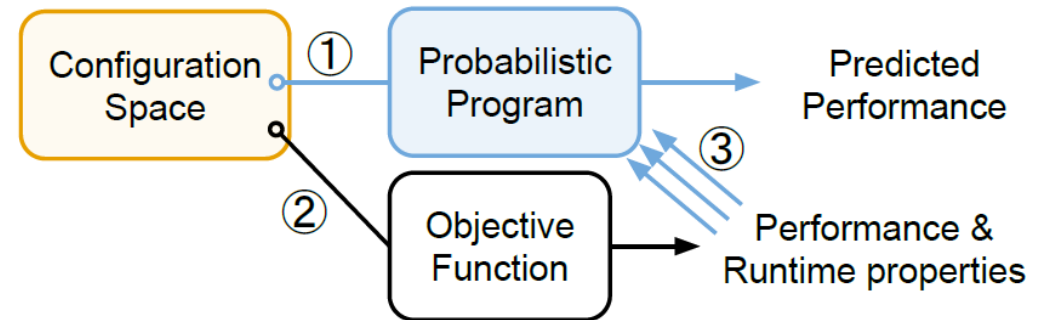 Configuration
Space
①
Probabilistic
Program
Predicted
Performance
②
Objective
Function
③
Performance &
Runtime properties